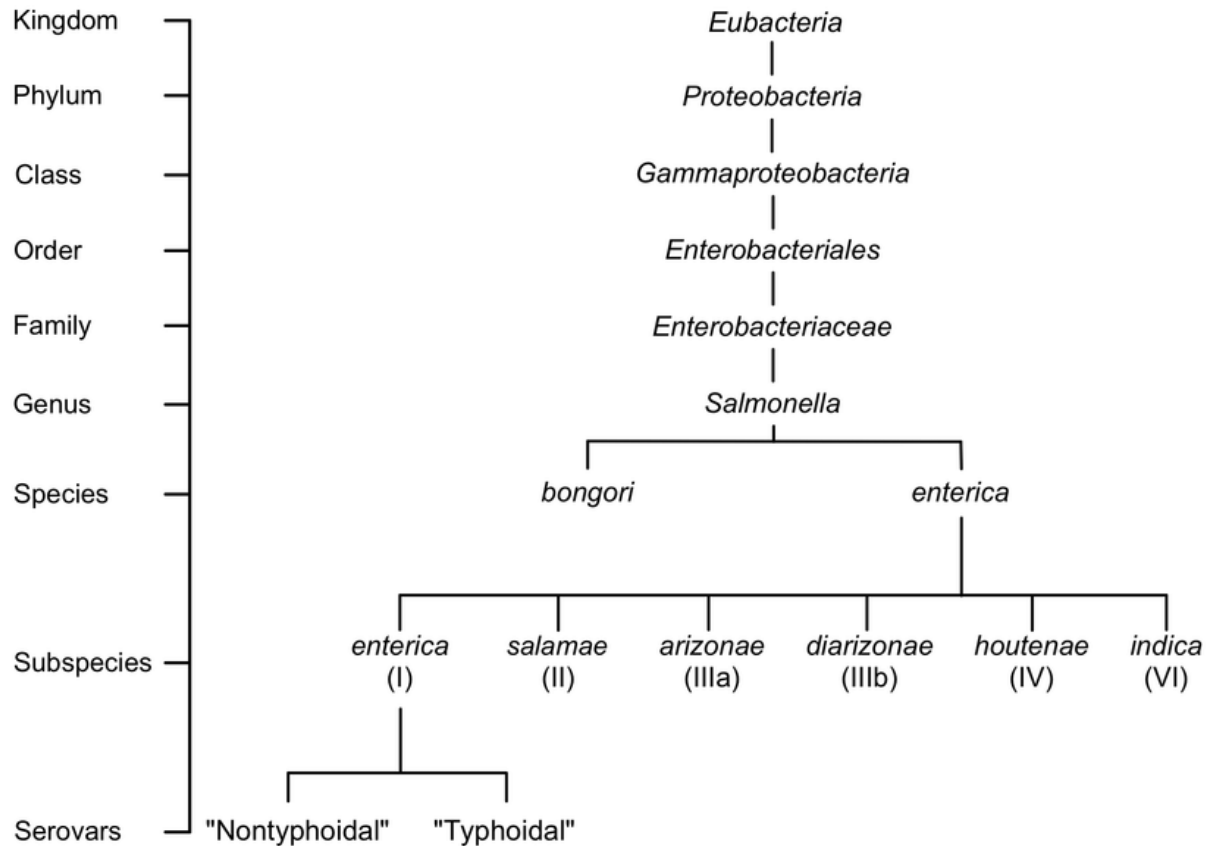 Kingdom Eubacteria
Phylum Proteobacteria
Class Gammaproteobacteria
Order Enterobacteriales
Family Enterobacteriaceae
Genus Salmonella
Species bongori enterica
Subspecies enterica salamae arizonae diarizonae houtenae indica
(I) (II) (IIIa) (IIIb) (IV) (VI)
Serovars "Nontyphoidal" "Typhoidal"